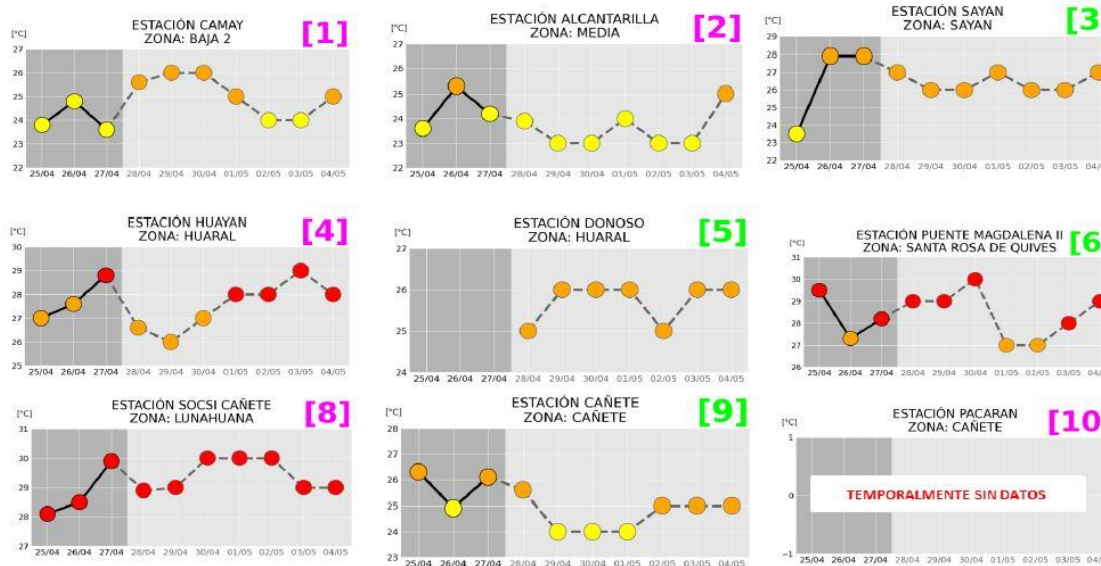 [°C]
ESTACIÓN CAMAY
ZONA: BAJA 2
[1]
27
26
25
24
23
22
25/04 26/04 27/04 28/04 29/04 30/04 01/05 02/05 03/05 04/05
[°C]
ESTACIÓN ALCANTARILLA
ZONA: MEDIA
[2]
27
26
25
24
23
22
25/04 26/04 27/04 28/04 29/04 30/04 01/05 02/05 03/05 04/05
[°C]
ESTACIÓN SAYAN
ZONA: SAYAN
[3
29
28
27
26
25
24
23
22
25/04 26/04 27/04 28/04 29/04 30/04 01/05 02/05 03/05 04/05
[°C]
ESTACIÓN HUAYAN
ZONA: HUARAL
[4]
30
29
28
27
26
25
25/04 26/04 27/04 28/04 29/04 30/04 01/05 02/05 03/05 04/05
[°C]
ESTACIÓN DONOSO
ZONA: HUARAL
[5]
27
26
25
24
25/04 26/04 27/04 28/04 29/04 30/04 01/05 02/05 03/05 04/05
[°C]
ESTACIÓN PUENTE MAGDALENA II
ZONA: SANTA ROSA DE QUIVES
[6
31
30
29
28
27
26
25/04 26/04 27/04 28/04 29/04 30/04 01/05 02/05 03/05 04/0
[°C]
ESTACIÓN SOCSI CAÑETE
ZONA: LUNAHUANA
[8]
31
30
29
28
27
25/04 26/04 27/04 28/04 29/04 30/04 01/05 02/05 03/05 04/05
[°C]
ESTACIÓN CAÑETE
ZONA: CAÑETE
[9]
28
27
26
25
24
23
25/04 26/04 27/04 28/04 29/04 30/04 01/05 02/05 03/05 04/05
[°C]
ESTACIÓN PACARAN
ZONA: CAÑETE
[10
1
0
−1
TEMPORALMENTE SIN DATOS
25/04 26/04 27/04 28/04 29/04 30/04 01/05 02/05 03/05 04/0